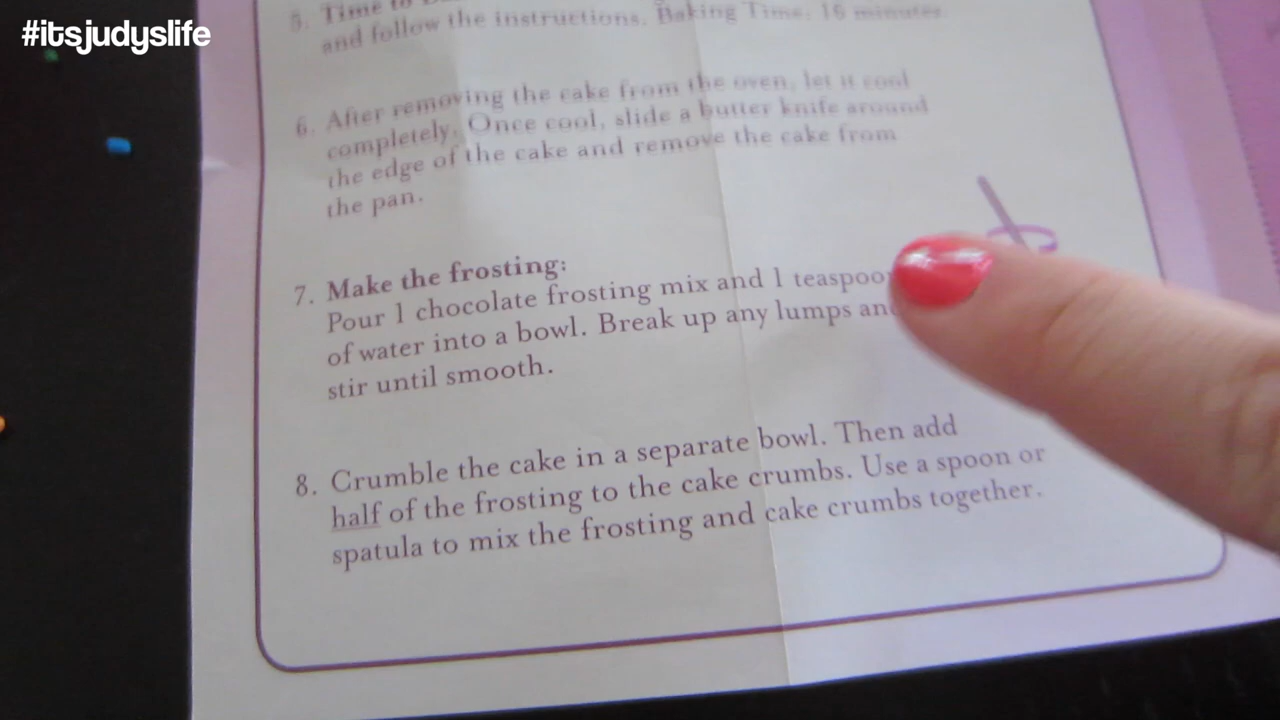 #itsjudyslife
5. Time to
and follow the instructions. Baking Time: 16 minutes.
6. After removing the cake from the oven, let it cool
completely. Once cool, slide a butter knife around
the edge of the cake and remove the cake from
the pan.
7. Make the frosting:
Pour 1 chocolate frosting mix and 1 teaspoo
of water into a bowl. Break up any lumps an
stir until smooth.
8. Crumble the cake in a separate bowl. Then add
half of the frosting to the cake crumbs. Use a spoon or
spatula to mix the frosting and cake crumbs together.